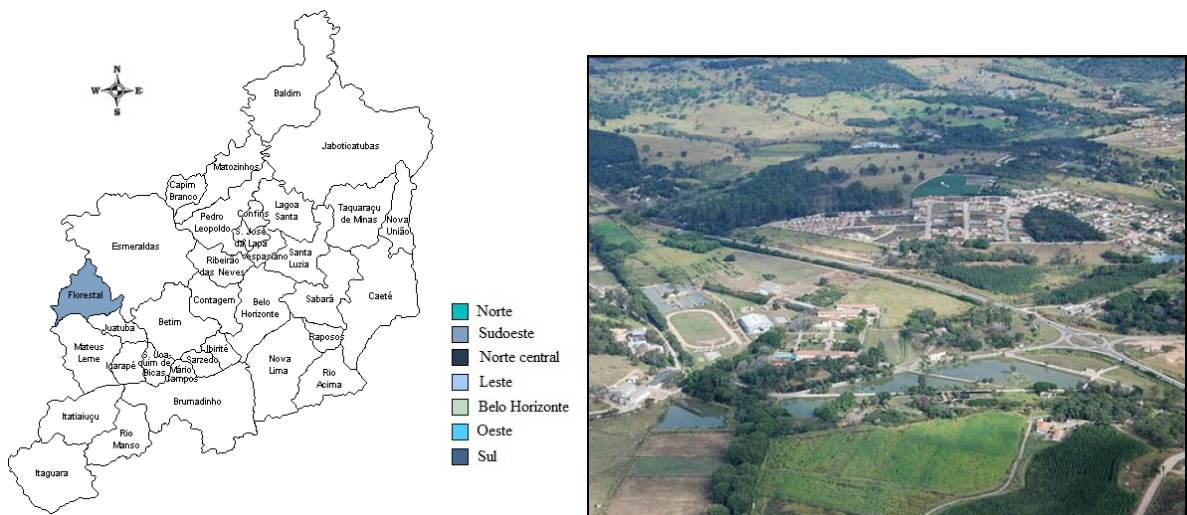 N
W E
S
Baldim
Jaboticatubas
Matozinhos
Capim
Branco
Pedro
Leopoldo
Confins
Lagoa
Santa
Taquaraçu
de Minas
Nova
União
Esmeraldas
S. José
da Lapa
Vespasiano
Santa
Luzia
Ribeirão
das Neves
Florestal
Contagem
Belo
Horizonte
Sabará
Caeté
Juatuba
Betim
Mateus
Leme
Igarapé
S. Joa
quim de
Bicas
Mário
Campos
Sarzedo
Ibirité
Nova
Lima
Raposos
Rio
Acima
Brumadinho
Itatiaiuçu
Rio
Manso
Itaguara
Norte
Sudoeste
Norte central
Leste
Belo Horizonte
Oeste
Sul